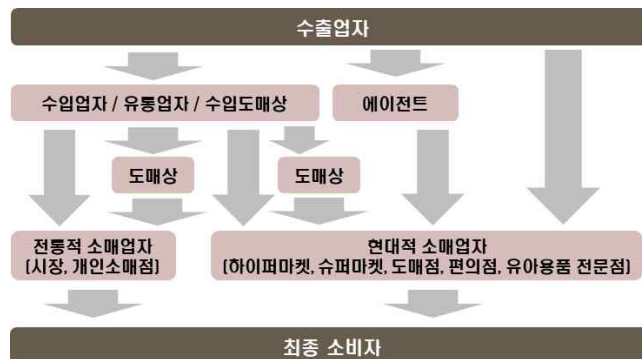 수출업자
수입업자 / 유통업자 / 수입도매상
에이전트
도매상
도매상
전통적 소매업자
(시장, 개인소매점)
현대적 소매업자
(하이퍼마켓, 슈퍼마켓, 도매점, 편의점, 유아용품 전문점)
최종 소비자